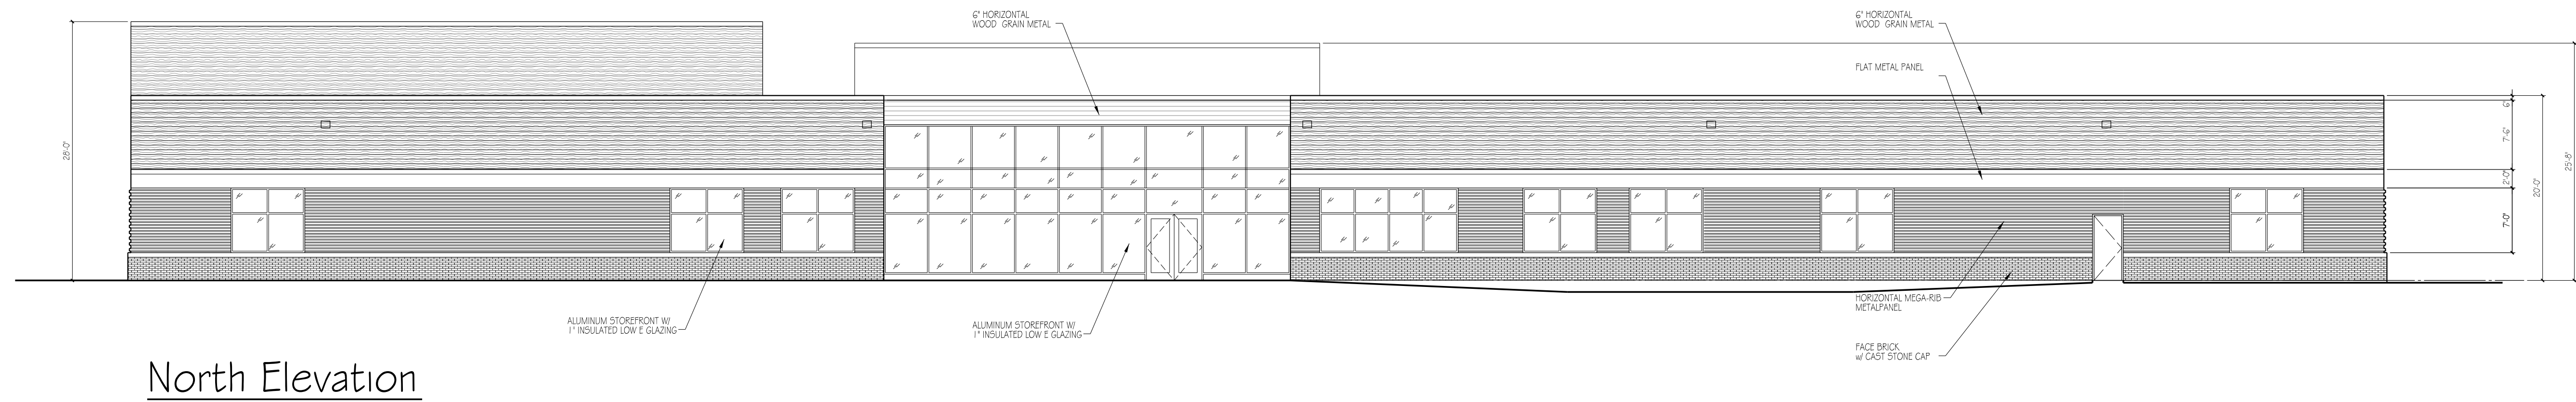 6" HORIZONTAL
WOOD GRAIN METAL
6" HORIZONTAL
WOOD GRAIN METAL
FLAT METAL PANEL
28'-0"
6"
7'-6"
2'-0"
7'-0"
20'-0"
25'-8"
ALUMINUM STOREFRONT W/
1" INSULATED LOW E GLAZING
ALUMINUM STOREFRONT W/
1" INSULATED LOW E GLAZING
HORIZONTAL MEGA-RIB
METALPANEL
FACE BRICK
w/ CAST STONE CAP
North Elevation